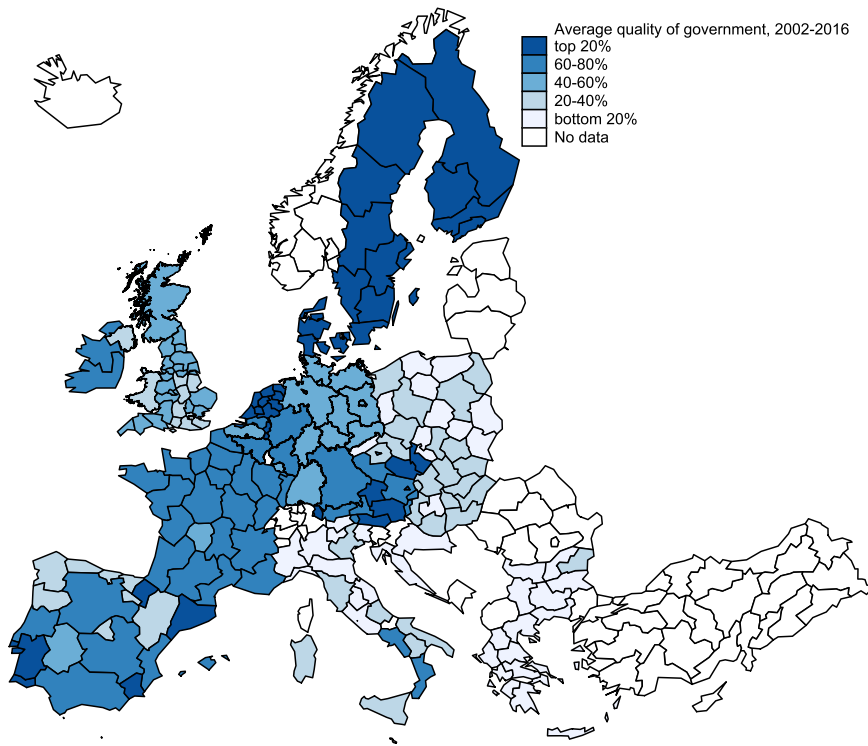 Average quality of government, 2002-2016
top 20%
60-80%
40-60%
20-40%
bottom 20%
No data